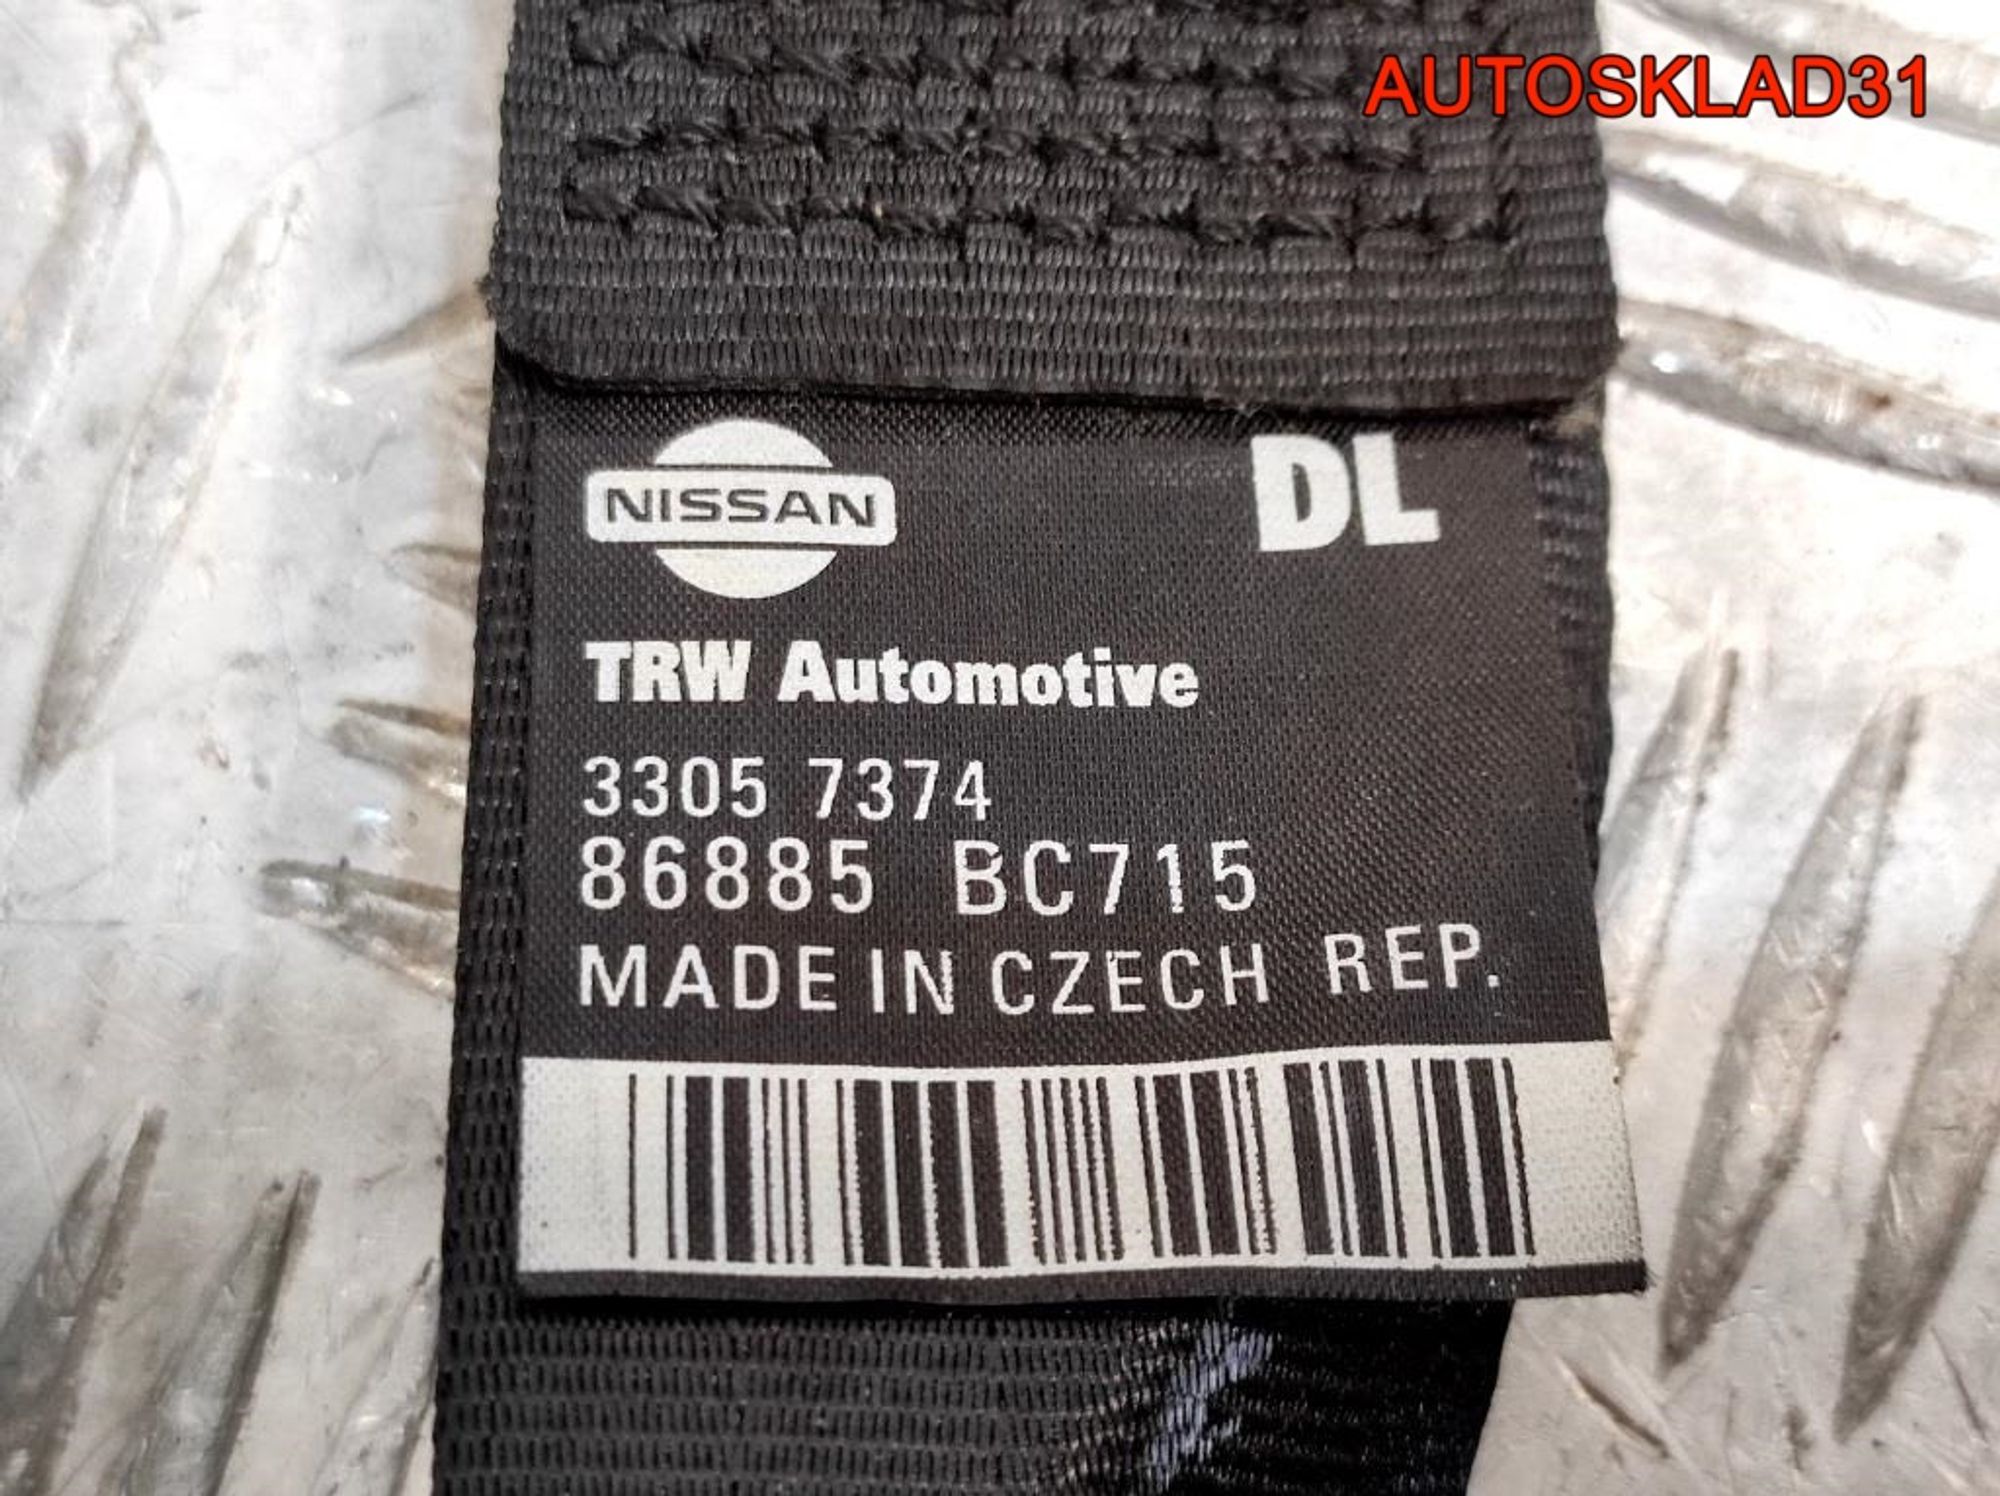 AUTOSKLAD31
NISSAN DL
TRW Automotive
3305 7374
86885 BC715
MADE IN CZECH REP.